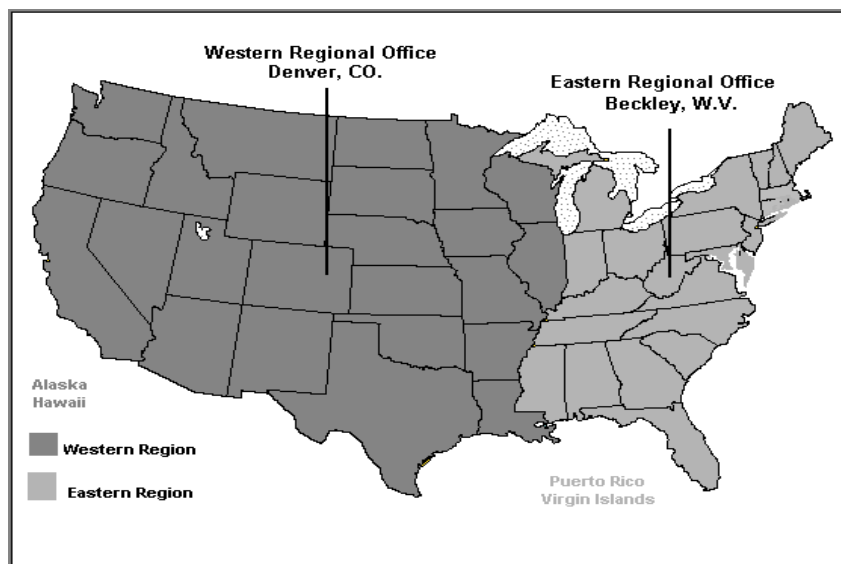 Western Regional Office
Denver, CO.
Eastern Regional Office
Beckley, W.V.
Alaska
Hawaii
Western Region
Eastern Region
Puerto Rico
Virgin Islands